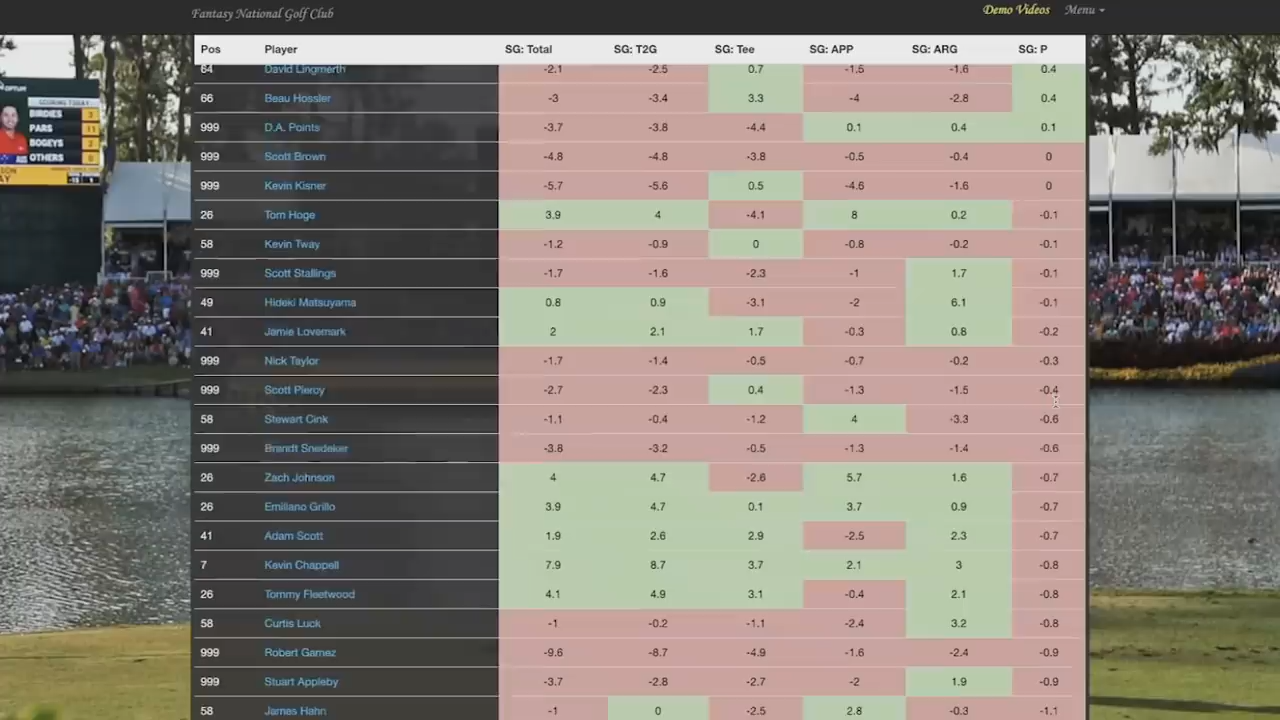 Fantasy National Golf Club Demo Videos Menu
Pos Player SG: Total SG: T2G SG: Tee SG: APP SG: ARG SG: P
64 David Lingmerth -2.1 -2.5 0.7 -1.5 -1.6 0.4
66 Beau Hossler -3 -3.4 3.3 -4 -2.8 0.4
999 D.A. Points -3.7 -3.8 -4.4 0.1 0.4 0.1
999 Scott Brown -4.8 -4.8 -3.8 -0.5 -0.4 0
999 Kevin Kisner -5.7 -5.6 0.5 -4.6 -1.6 0
26 Tom Hoge 3.9 4 -4.1 8 0.2 -0.1
58 Kevin Tway -1.2 -0.9 0 -0.8 -0.2 -0.1
999 Scott Stallings -1.7 -1.6 -2.3 -1 1.7 -0.1
49 Hideki Matsuyama 0.8 0.9 -3.1 -2 6.1 -0.1
41 Jamie Lovemark 2 2.1 1.7 -0.3 0.8 -0.2
999 Nick Taylor -1.7 -1.4 -0.5 -0.7 -0.2 -0.3
999 Scott Piercy -2.7 -2.3 0.4 -1.3 -1.5 -0.4
58 Stewart Cink -1.1 -0.4 -1.2 4 -3.3 -0.6
999 Brandt Snedeker -3.8 -3.2 -0.5 -1.3 -1.4 -0.6
26 Zach Johnson 4 4.7 -2.6 5.7 1.6 -0.7
26 Emiliano Grillo 3.9 4.7 0.1 3.7 0.9 -0.7
41 Adam Scott 1.9 2.6 2.9 -2.5 2.3 -0.7
7 Kevin Chappell 7.9 8.7 3.7 2.1 3 -0.8
26 Tommy Fleetwood 4.1 4.9 3.1 -0.4 2.1 -0.8
58 Curtis Luck -1 -0.2 -1.1 -2.4 3.2 -0.8
999 Robert Gamez -9.6 -8.7 -4.9 -1.6 -2.4 -0.9
999 Stuart Appleby -3.7 -2.8 -2.7 -2 1.9 -0.9
58 James Hahn -1 0 -2.5 2.8 -0.3 -1.1
OPTUM
SCORING TODAY
BIRDIES 3
PARS 11
BOGEYS 2
OTHERS 0